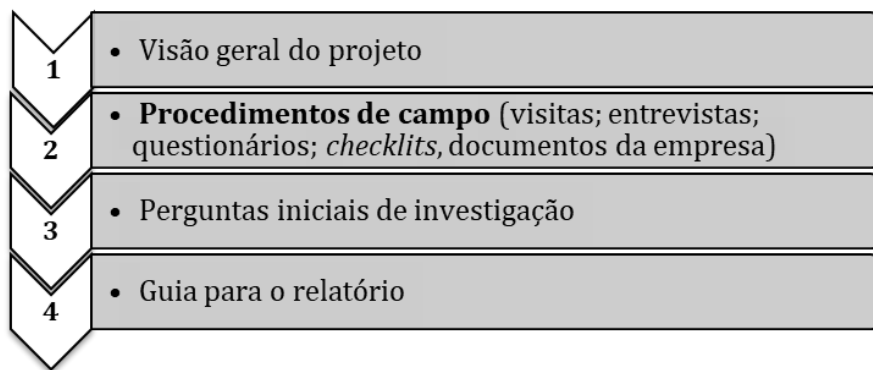 1
• Visão geral do projeto
2
• Procedimentos de campo (visitas; entrevistas;
questionários; checklits, documentos da empresa)
3
• Perguntas iniciais de investigação
4
• Guia para o relatório